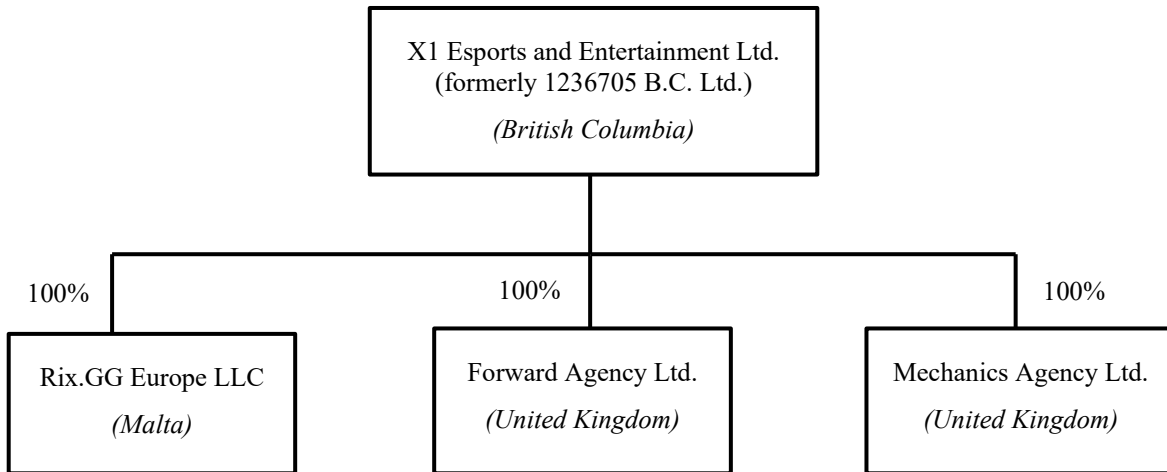 X1 Esports and Entertainment Ltd.
(formerly 1236705 B.C. Ltd.)
(British Columbia)
100%
100%
100%
Rix.GG Europe LLC
(Malta)
Forward Agency Ltd.
(United Kingdom)
Mechanics Agency Ltd.
(United Kingdom)